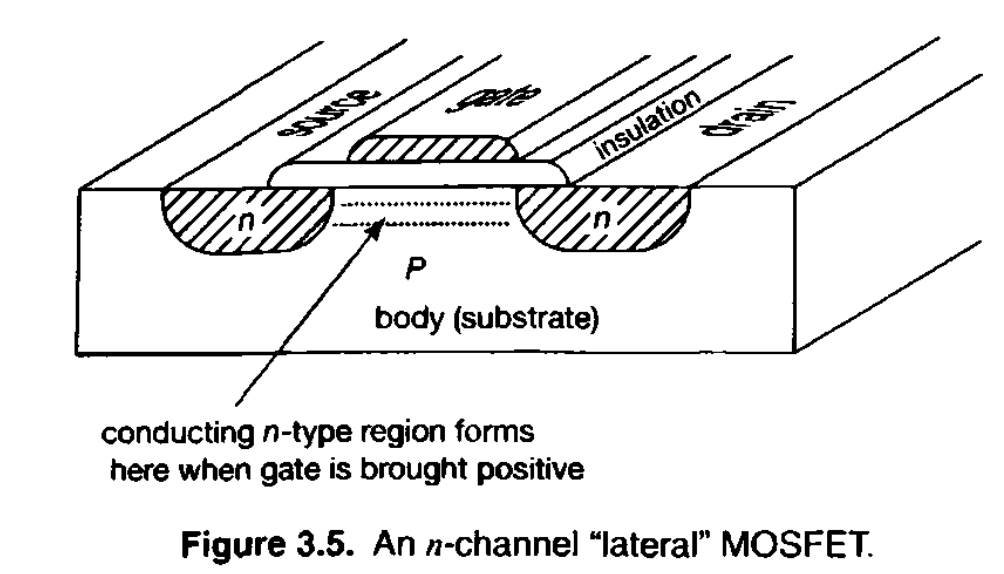 source
gate
insulation
drain
n
n
P
body (substrate)
conducting n-type region forms
here when gate is brought positive
Figure 3.5. An n-channel “lateral” MOSFET.